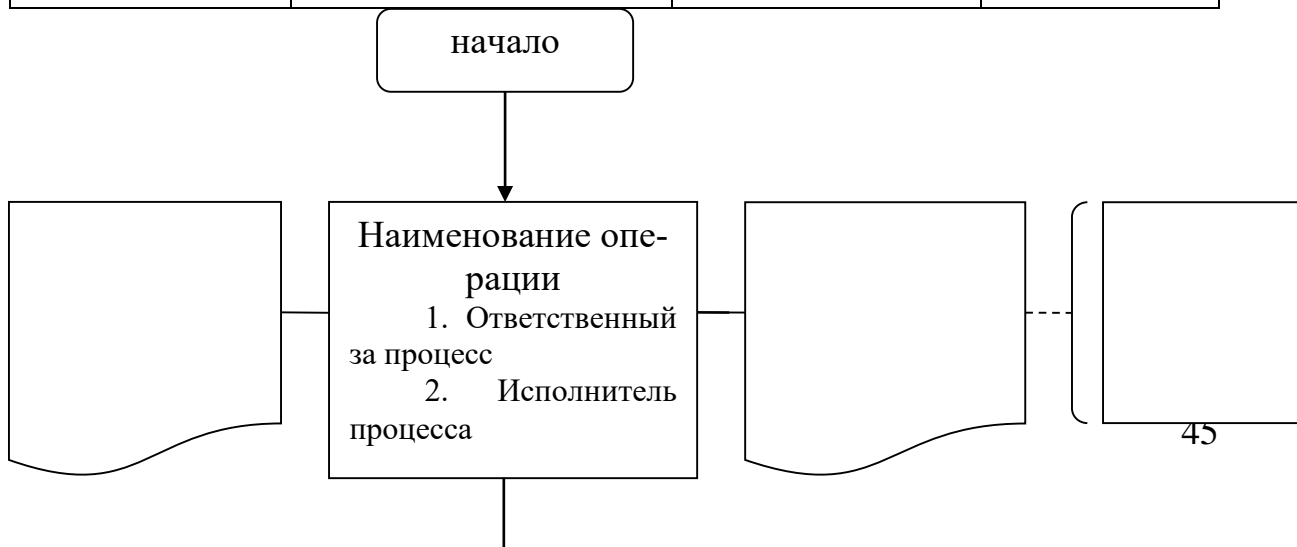 начало
Наименование опе-
рации
1. Ответственный
за процесс
2. Исполнитель
процесса
45